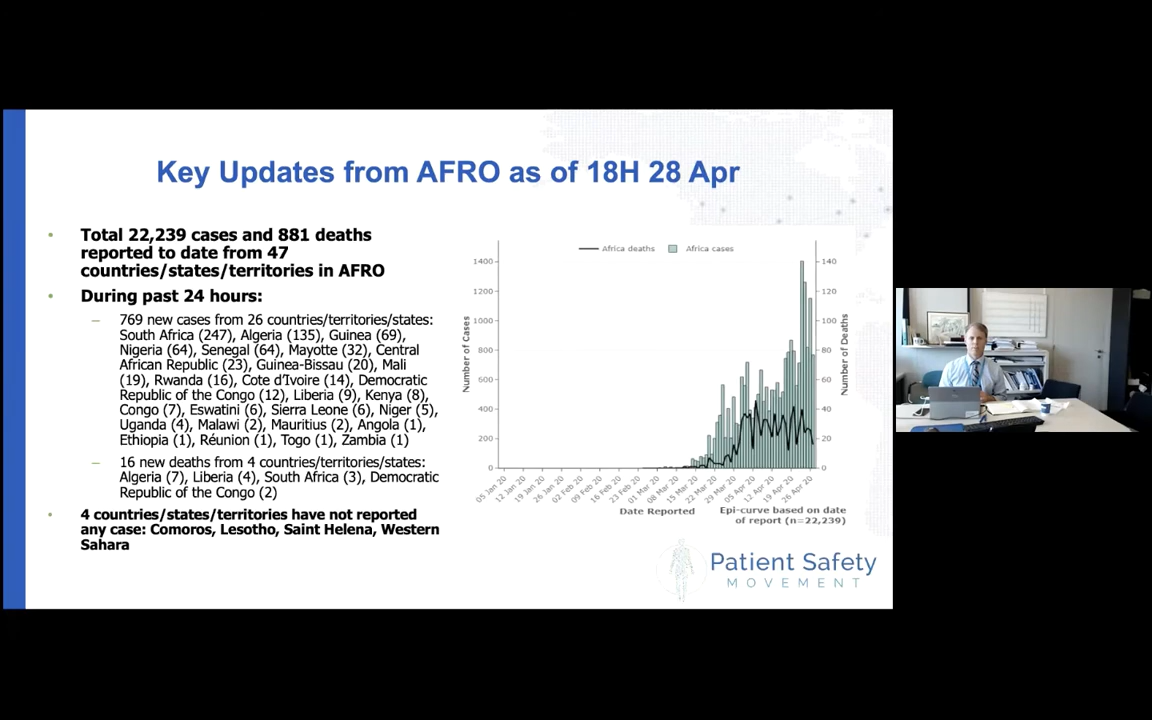 Key Updates from AFRO as of 18H 28 Apr
• Total 22,239 cases and 881 deaths
reported to date from 47
countries/states/territories in AFRO
• During past 24 hours:
– 769 new cases from 26 countries/territories/states:
South Africa (247), Algeria (135), Guinea (69),
Nigeria (64), Senegal (64), Mayotte (32), Central
African Republic (23), Guinea-Bissau (20), Mali
(19), Rwanda (16), Cote d'Ivoire (14), Democratic
Republic of the Congo (12), Liberia (9), Kenya (8),
Congo (7), Eswatini (6), Sierra Leone (6), Niger (5),
Uganda (4), Malawi (2), Mauritius (2), Angola (1),
Ethiopia (1), Réunion (1), Togo (1), Zambia (1)
– 16 new deaths from 4 countries/territories/states:
Algeria (7), Liberia (4), South Africa (3), Democratic
Republic of the Congo (2)
• 4 countries/states/territories have not reported
any case: Comoros, Lesotho, Saint Helena, Western
Sahara
Africa deaths Africa cases
Number of Cases
1400
1200
1000
800
600
400
200
0
140
120
100
80
60
40
20
0
Number of Deaths
05 Jan 20
12 Jan 20
19 Jan 20
26 Jan 20
02 Feb 20
09 Feb 20
16 Feb 20
23 Feb 20
01 Mar 20
08 Mar 20
15 Mar 20
22 Mar 20
29 Mar 20
05 Apr 20
12 Apr 20
19 Apr 20
26 Apr 20
Date Reported
Epi-curve based on date
of report (n=22,239)
Patient Safety
MOVEMENT